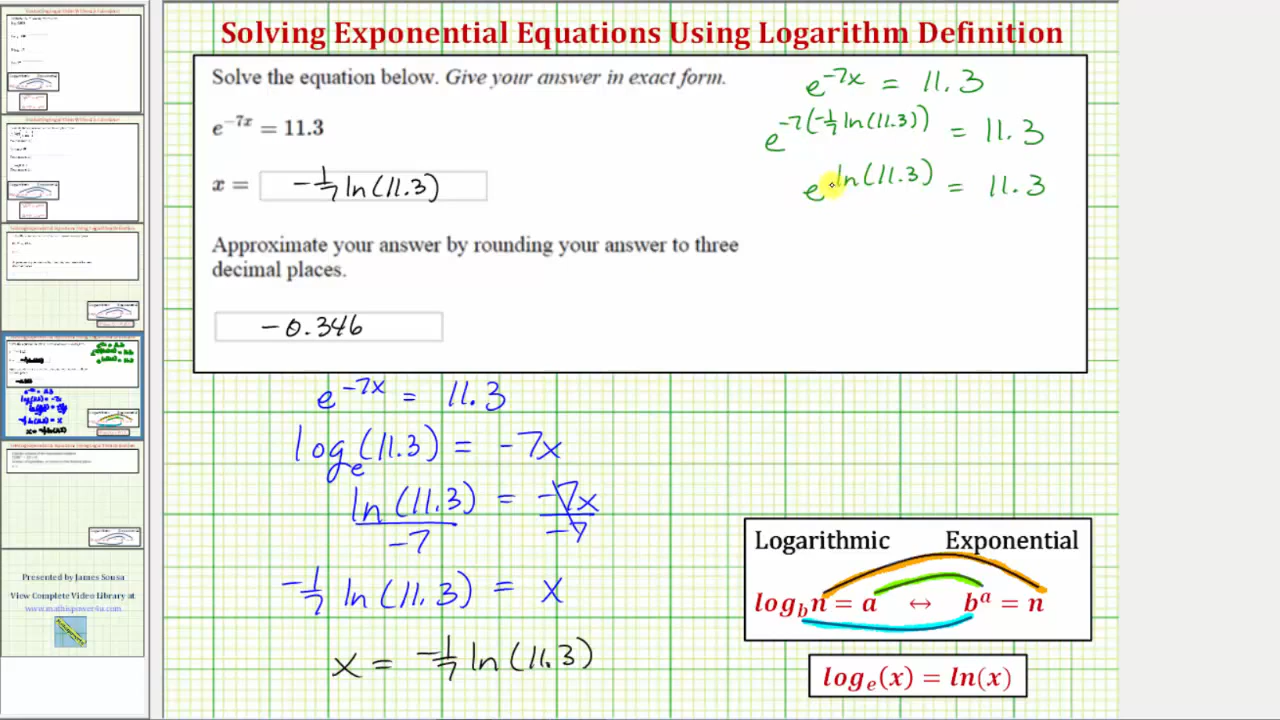 Solving Exponential Equations Using Logarithm Definition
Solve the equation below. Give your answer in exact form.
e^{-7x} = 11.3
x = -1/7 ln(11.3)
Approximate your answer by rounding your answer to three
decimal places.
-0.346
e^{-7x} = 11.3
e^{-7(-1/7 ln(11.3))} = 11.3
e^{ln(11.3)} = 11.3
e^{-7x} = 11.3
log_e(11.3) = -7x
ln(11.3)/-7 = -7x/-7
-1/7 ln(11.3) = x
x = -1/7 ln(11.3)
Logarithmic Exponential
log_b n = a ↔ b^a = n
log_e(x) = ln(x)
Presented by James Sousa
View Complete Video Library at
www.mathispower4u.com